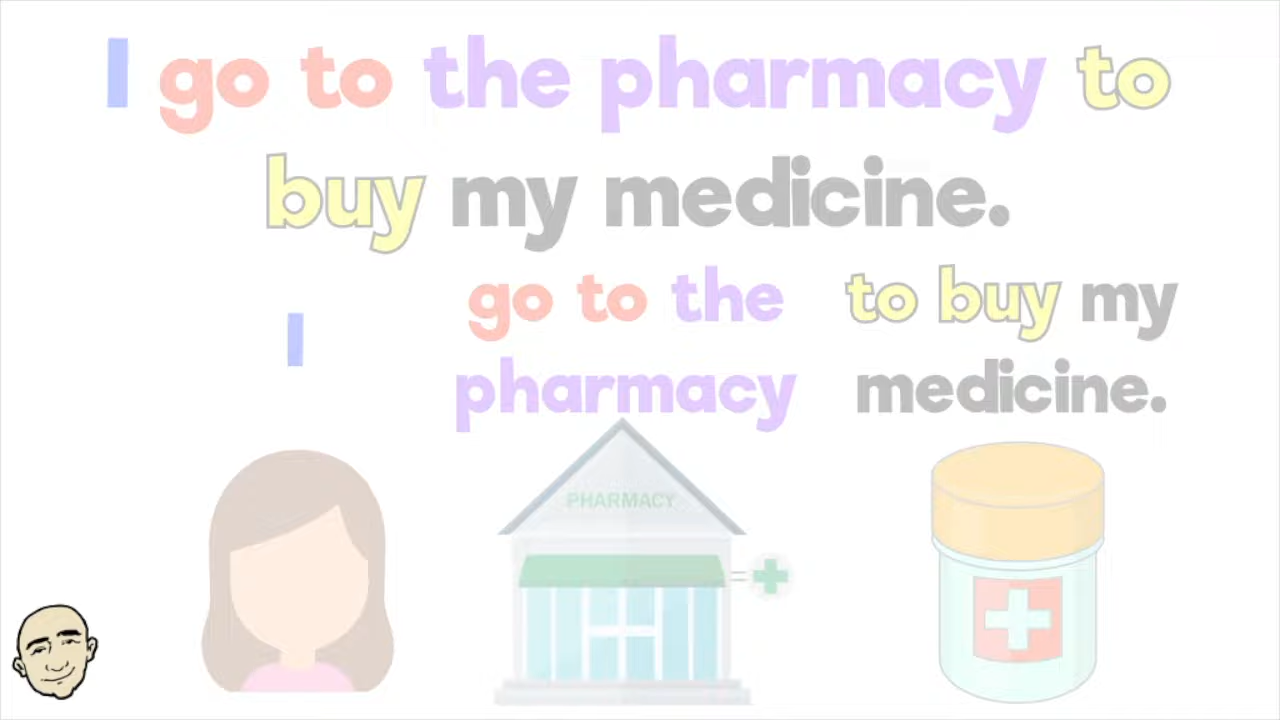 I go to the pharmacy to
buy my medicine.
I
go to the
pharmacy
to buy my
medicine.
PHARMACY